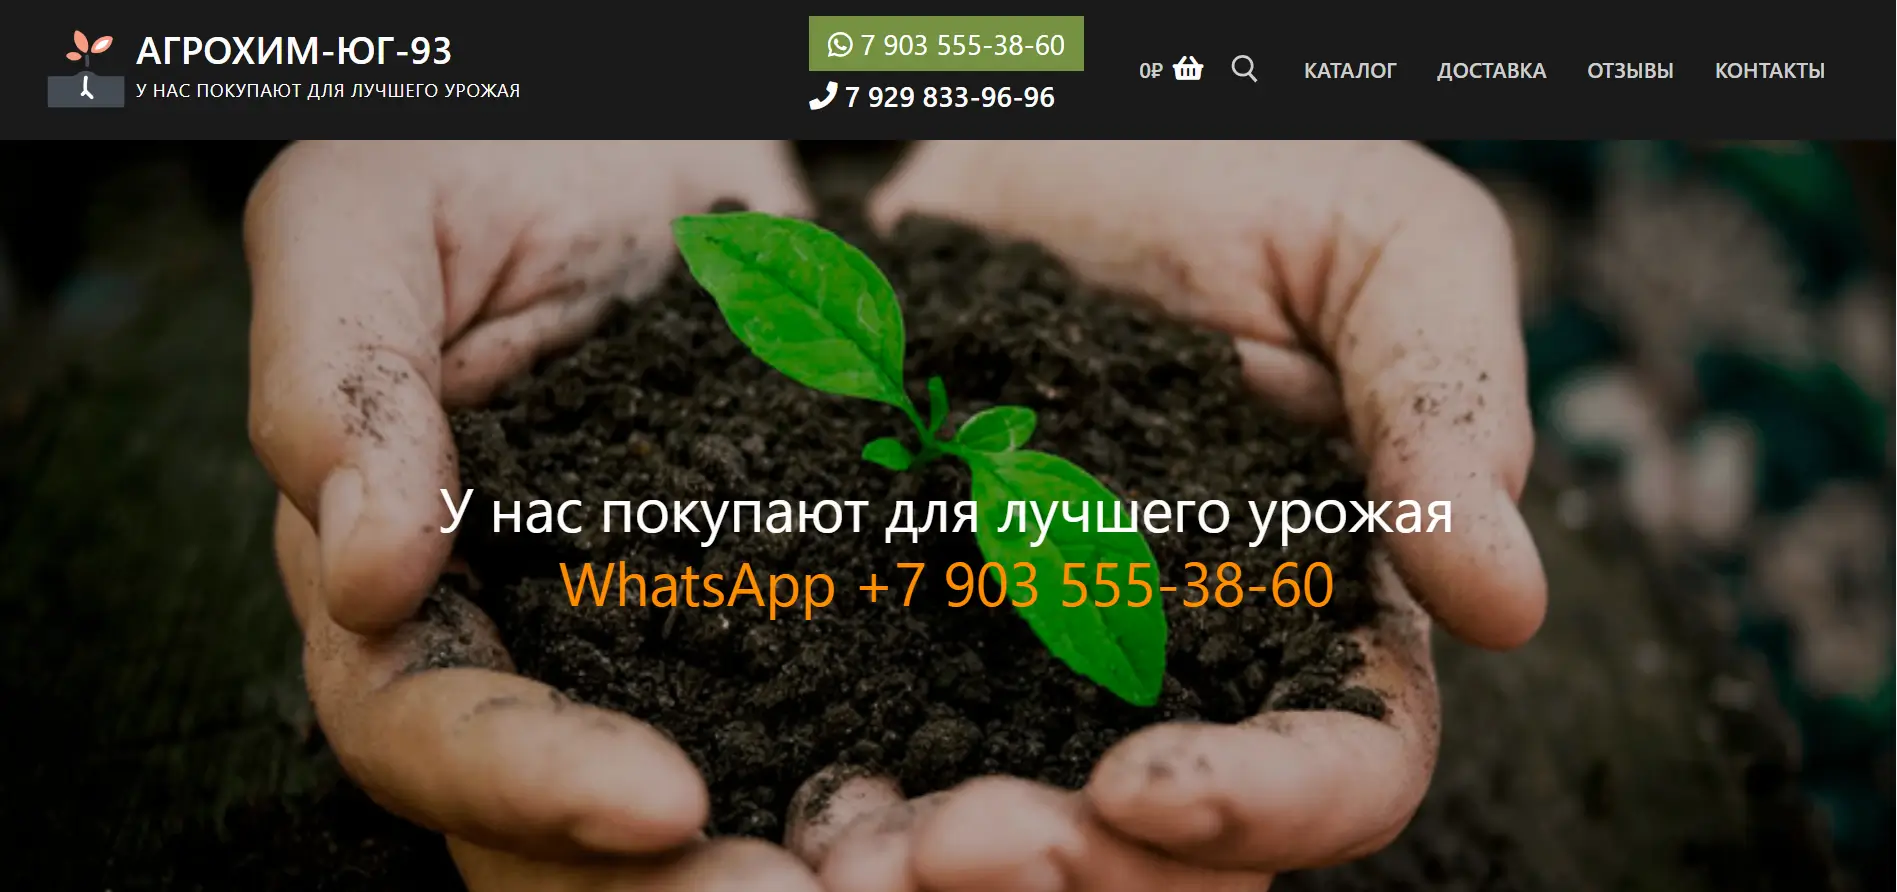 АГРОХИМ-ЮГ-93
У НАС ПОКУПАЮТ ДЛЯ ЛУЧШЕГО УРОЖАЯ
7 903 555-38-60
7 929 833-96-96
0₽
КАТАЛОГ ДОСТАВКА ОТЗЫВЫ КОНТАКТЫ
У нас покупают для лучшего урожая
WhatsApp +7 903 555-38-60